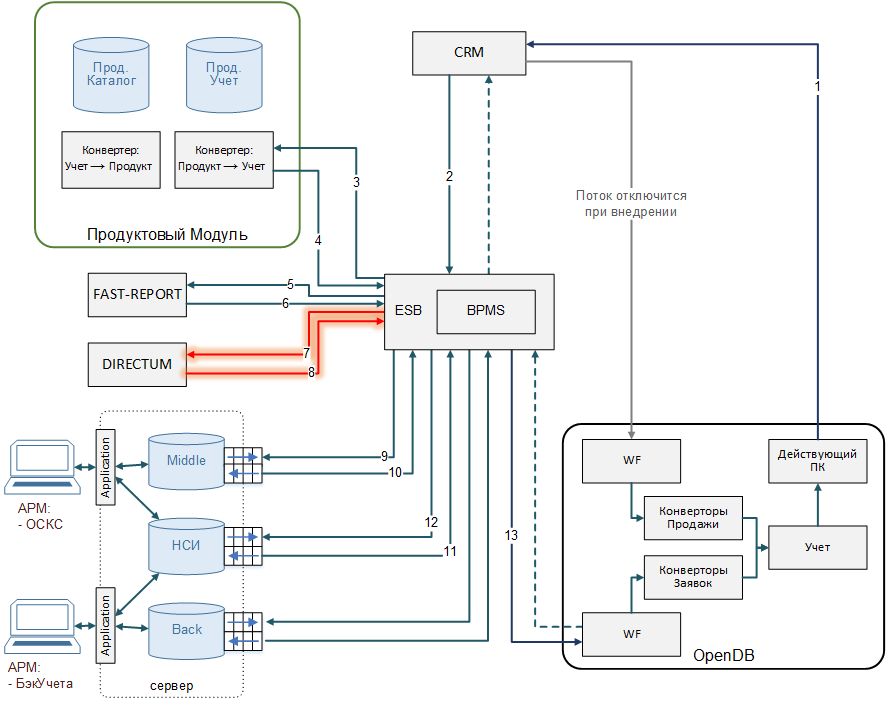 CRM
Прод.
Каталог
Прод.
Учет
1
Конвертер:
Учет → Продукт
Конвертер:
Продукт → Учет
2
3
Поток отключится
при внедрении
Продуктовый Модуль
4
FAST-REPORT
5
6
ESB
BPMS
DIRECTUM
7
8
Application
Middle
9
10
АРМ:
- ОСКС
НСИ
12
11
13
Application
Back
АРМ:
- БэкУчета
сервер
WF
Действующий
ПК
Конверторы
Продажи
Учет
Конверторы
Заявок
WF
OpenDB